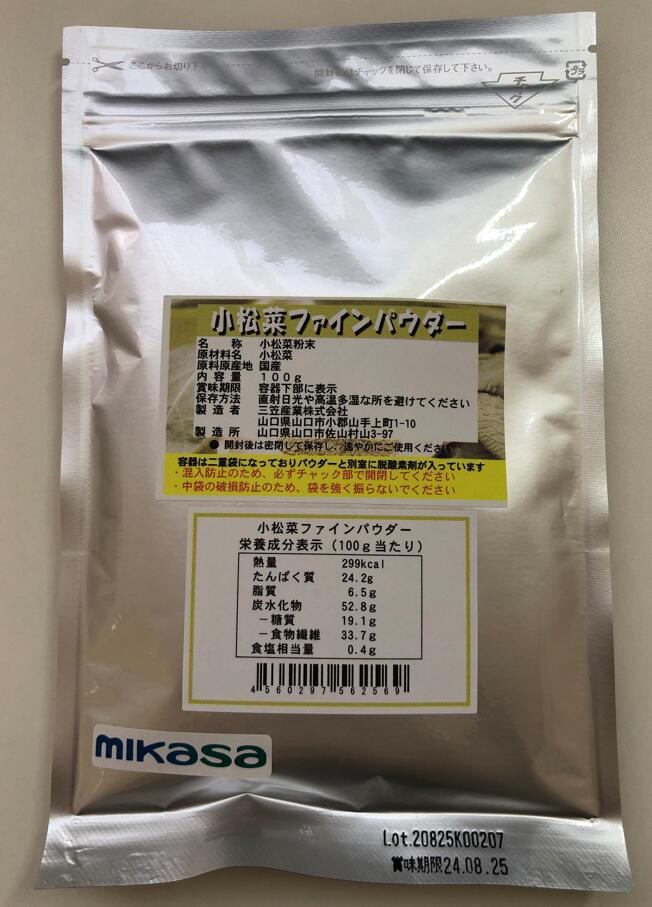 ここからお切り下さい
開封後はチャックを閉じて保存して下さい。
チャック
プラ
小松菜ファインパウダー
名 称 小松菜粉末
原材料名 小松菜
原料原産地 国産
内容量 １００ｇ
賞味期限 容器下部に表示
保存方法 直射日光や高温多湿な所を避けてください
製造者 三笠産業株式会社
山口県山口市小郡山手上町1-10
製造所 山口県山口市佐山村山3-97
● 開封後は密閉して保存し、速やかにご使用ください
容器は二重袋になっておりパウダーと別室に脱酸素剤が入っています
・混入防止のため、必ずチャック部で開閉してください
・中袋の破損防止のため、袋を強く振らないでください
小松菜ファインパウダー
栄養成分表示（100ｇ当たり）
熱量 299kcal
たんぱく質 24.2g
脂質 6.5g
炭水化物 52.8g
－糖質 19.1g
－食物繊維 33.7g
食塩相当量 0.4g
4560297562569
mikasa
Lot.20825K00207
賞味期限24.08.25